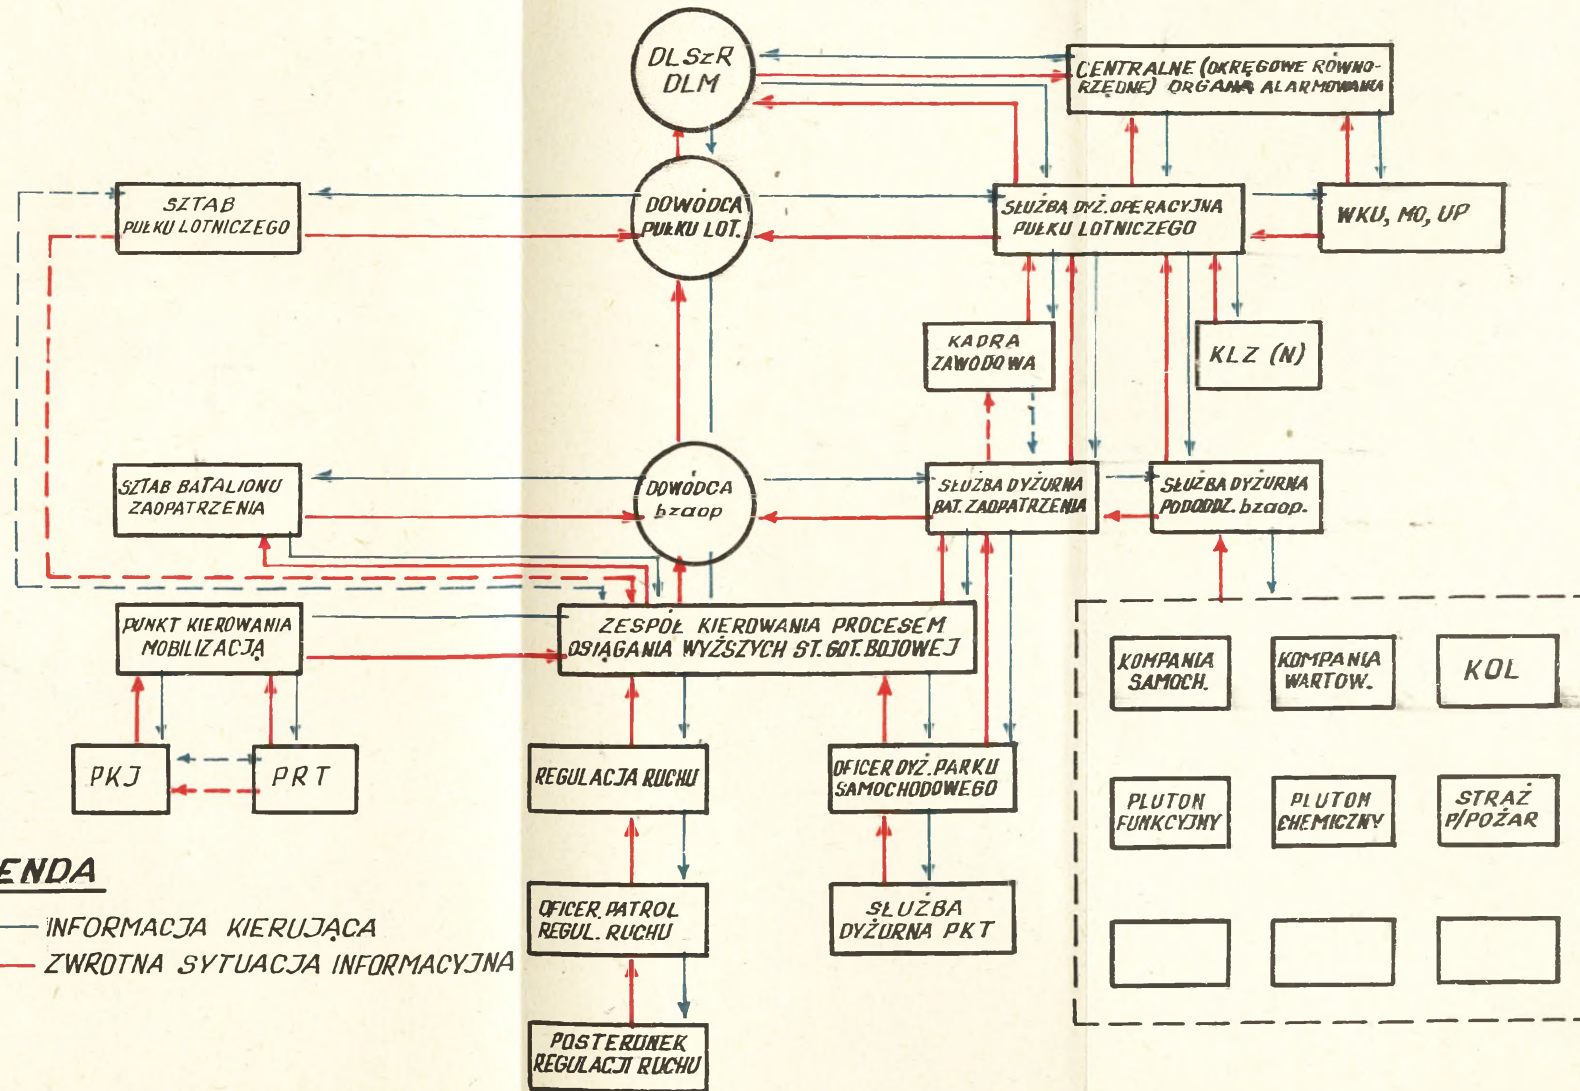 DLSzR
DLM
CENTRALNE (OKRĘGOWE RÓWNO-
RZĘDNE) ORGANA ALARMOWANIA
SZTAB
PUŁKU LOTNICZEGO
DOWÓDCA
PUŁKU LOT.
SŁUŻBA DYŻ. OPERACYJNA
PUŁKU LOTNICZEGO
WKU, MO, UP
KADRA
ZAWODOWA
KLZ (N)
SZTAB BATALIONU
ZAOPATRZENIA
DOWÓDCA
bzaop
SŁUŻBA DYŻURNA
BAT. ZAOPATRZENIA
SŁUŻBA DYŻURNA
PODODDZ. bzaop.
PUNKT KIEROWANIA
MOBILIZACJĄ
ZESPÓŁ KIEROWANIA PROCESEM
OSIĄGANIA WYŻSZYCH ST. GOT. BOJOWEJ
KOMPANIA
SAMOCH.
KOMPANIA
WARTOW.
KOL
PKJ
PRT
REGULACJA RUCHU
OFICER DYŻ. PARKU
SAMOCHODOWEGO
PLUTON
FUNKCYJNY
PLUTON
CHEMICZNY
STRAŻ
P/POŻAR
ENDA
INFORMACJA KIERUJĄCA
ZWROTNA SYTUACJA INFORMACYJNA
OFICER. PATROL
REGUL. RUCHU
SŁUŻBA
DYŻURNA PKT
POSTERUNEK
REGULACJI RUCHU